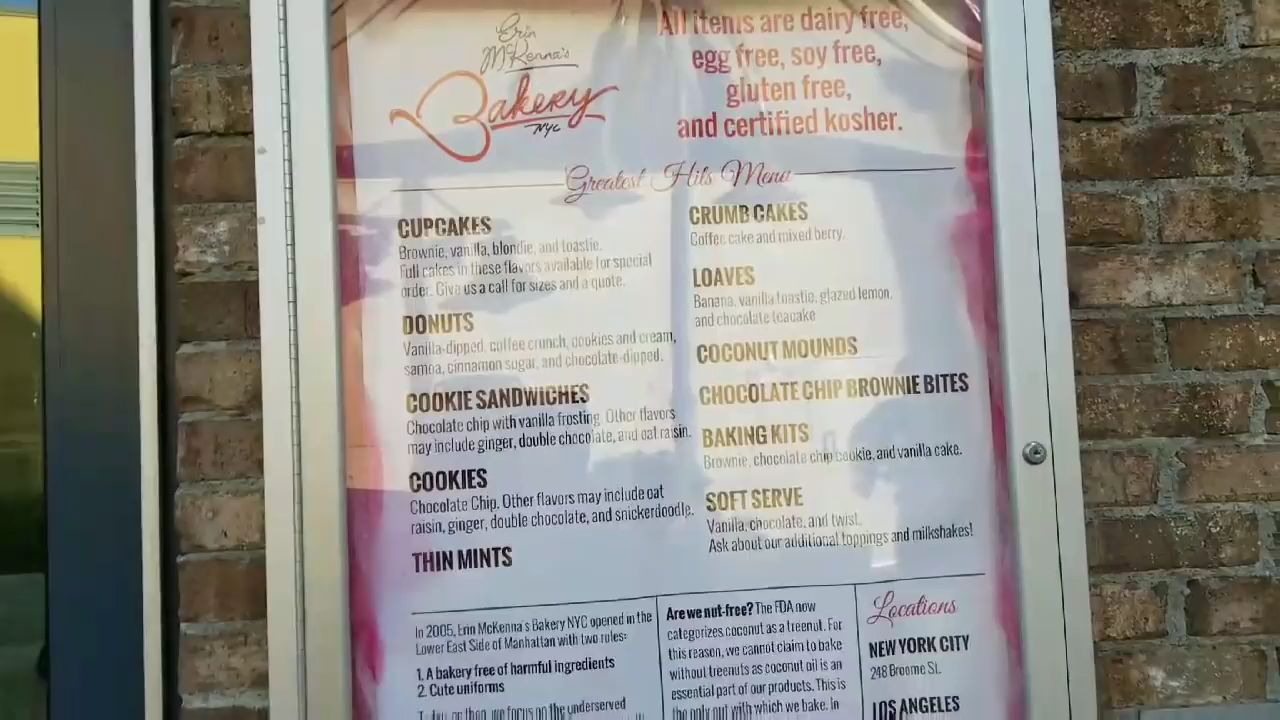 Erin
McKenna's
Bakery
NYC
All items are dairy free,
egg free, soy free,
gluten free,
and certified kosher.
Greatest Hits Menu
CUPCAKES
Brownie, vanilla, blondie, and toastie.
Full cakes in these flavors available for special
order. Give us a call for sizes and a quote.
DONUTS
Vanilla-dipped, coffee crunch, cookies and cream,
samoa, cinnamon sugar, and chocolate-dipped.
COOKIE SANDWICHES
Chocolate chip with vanilla frosting. Other flavors
may include ginger, double chocolate, and oat raisin.
COOKIES
Chocolate Chip. Other flavors may include oat
raisin, ginger, double chocolate, and snickerdoodle.
THIN MINTS
CRUMB CAKES
Coffee cake and mixed berry.
LOAVES
Banana, vanilla toastie, glazed lemon,
and chocolate teacake
COCONUT MOUNDS
CHOCOLATE CHIP BROWNIE BITES
BAKING KITS
Brownie, chocolate chip cookie, and vanilla cake.
SOFT SERVE
Vanilla, chocolate, and twist.
Ask about our additional toppings and milkshakes!
In 2005, Erin McKenna's Bakery NYC opened in the
Lower East Side of Manhattan with two rules:
1. A bakery free of harmful ingredients
2. Cute uniforms
we focus on the underserved
Are we nut-free? The FDA now
categorizes coconut as a treenut. For
this reason, we cannot claim to bake
without treenuts as coconut oil is an
essential part of our products. This is
the only nut with which we bake. In
Locations
NEW YORK CITY
248 Broome St.
LOS ANGELES